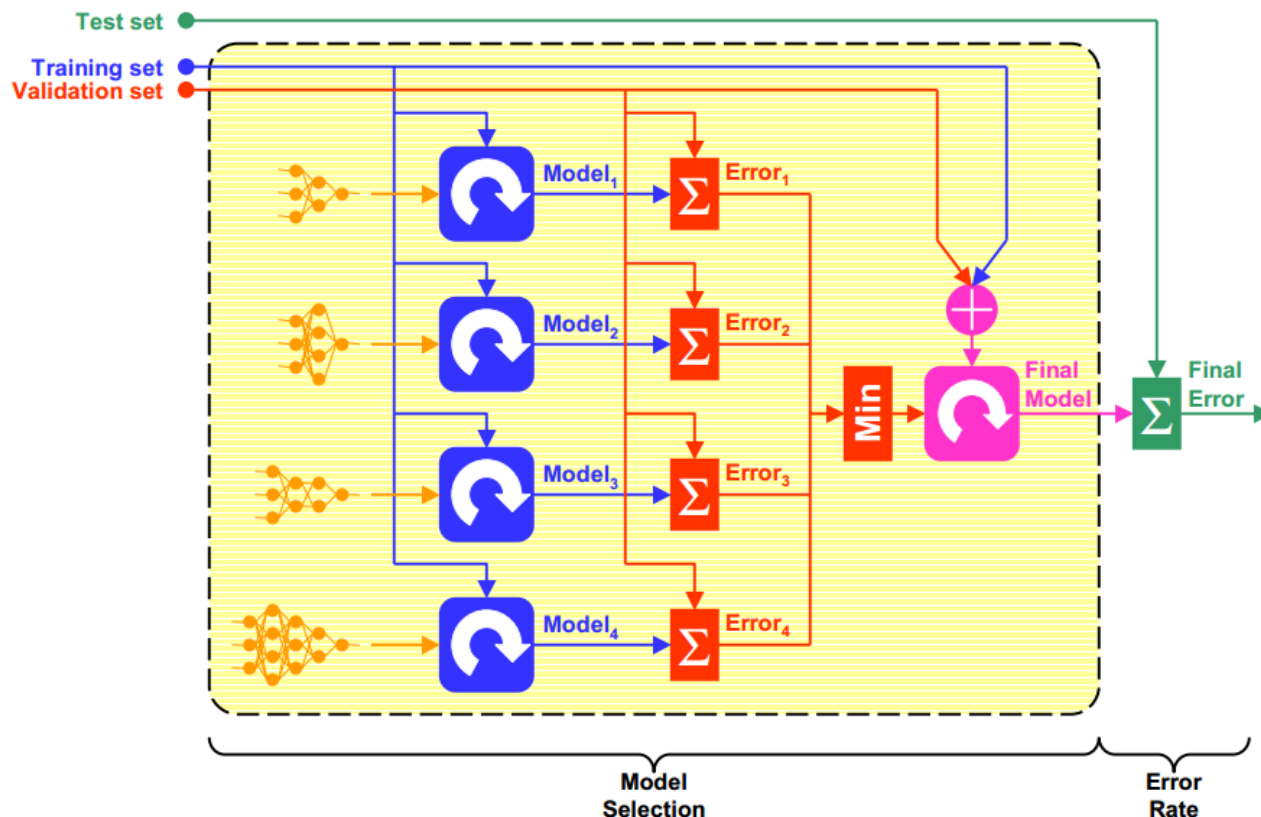 Test set
Training set
Validation set
Model1
Σ
Error1
Model2
Σ
Error2
Model3
Σ
Error3
Model4
Σ
Error4
Min
Final
Model
Σ
Final
Error
Model
Selection
Error
Rate